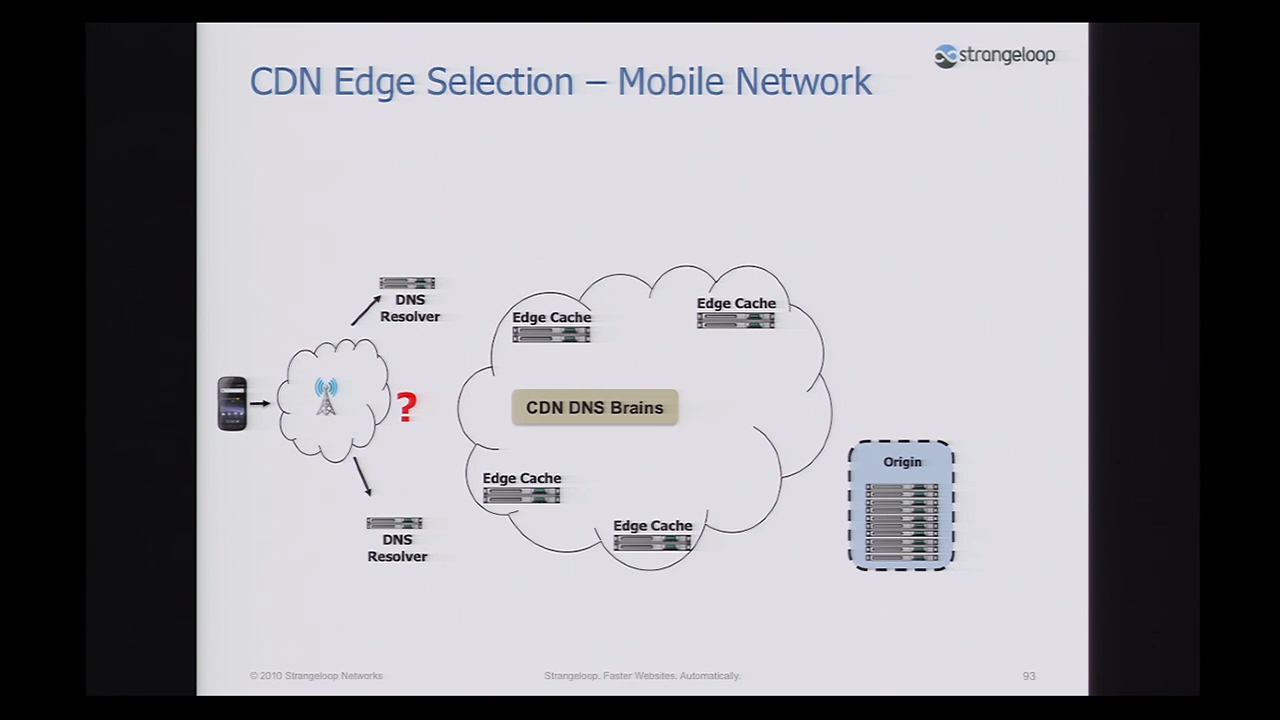 strangeloop
CDN Edge Selection – Mobile Network
DNS
Resolver
Edge Cache
Edge Cache
?
CDN DNS Brains
Origin
Edge Cache
Edge Cache
DNS
Resolver
© 2010 Strangeloop Networks
Strangeloop. Faster Websites. Automatically.
93